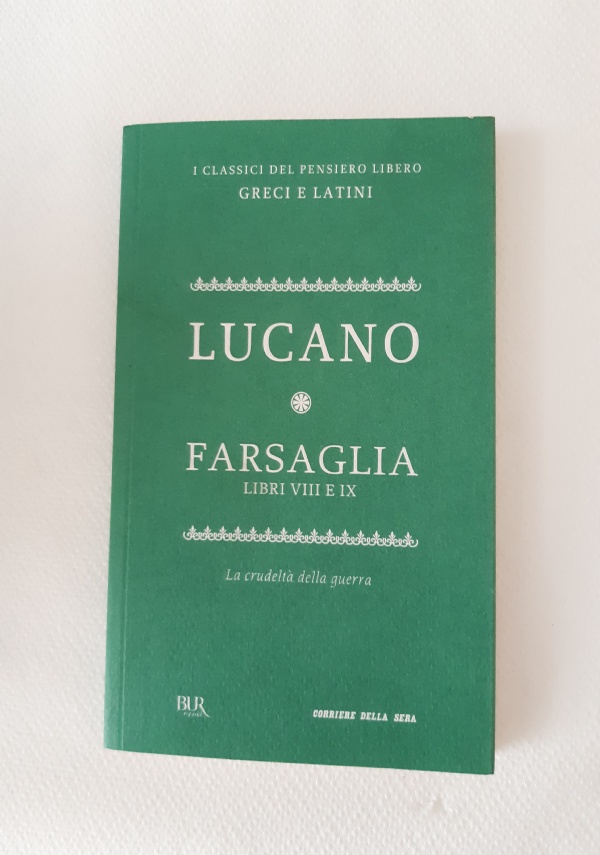 I CLASSICI DEL PENSIERO LIBERO
GRECI E LATINI
LUCANO
FARSAGLIA
LIBRI VIII E IX
La crudeltà della guerra
BUR
CORRIERE DELLA SERA